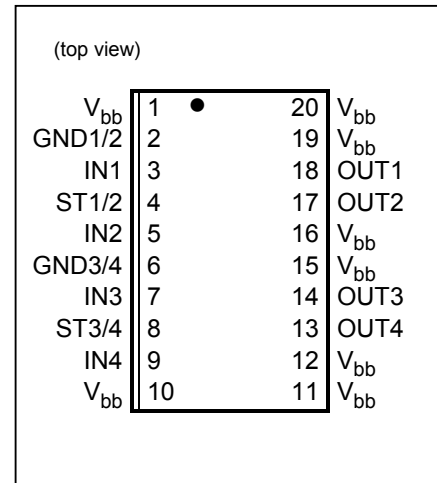 (top view)
Vbb 1 20 Vbb
GND1/2 2 19 Vbb
IN1 3 18 OUT1
ST1/2 4 17 OUT2
IN2 5 16 Vbb
GND3/4 6 15 Vbb
IN3 7 14 OUT3
ST3/4 8 13 OUT4
IN4 9 12 Vbb
Vbb 10 11 Vbb